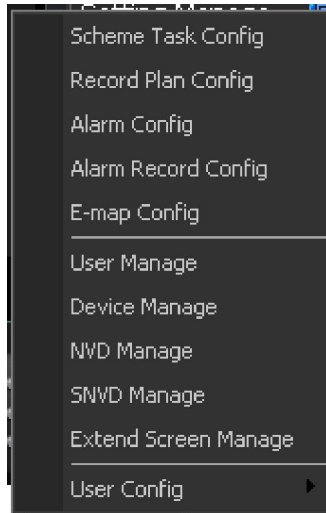 Scheme Task Config
Record Plan Config
Alarm Config
Alarm Record Config
E-map Config
User Manage
Device Manage
NVD Manage
SNVD Manage
Extend Screen Manage
User Config